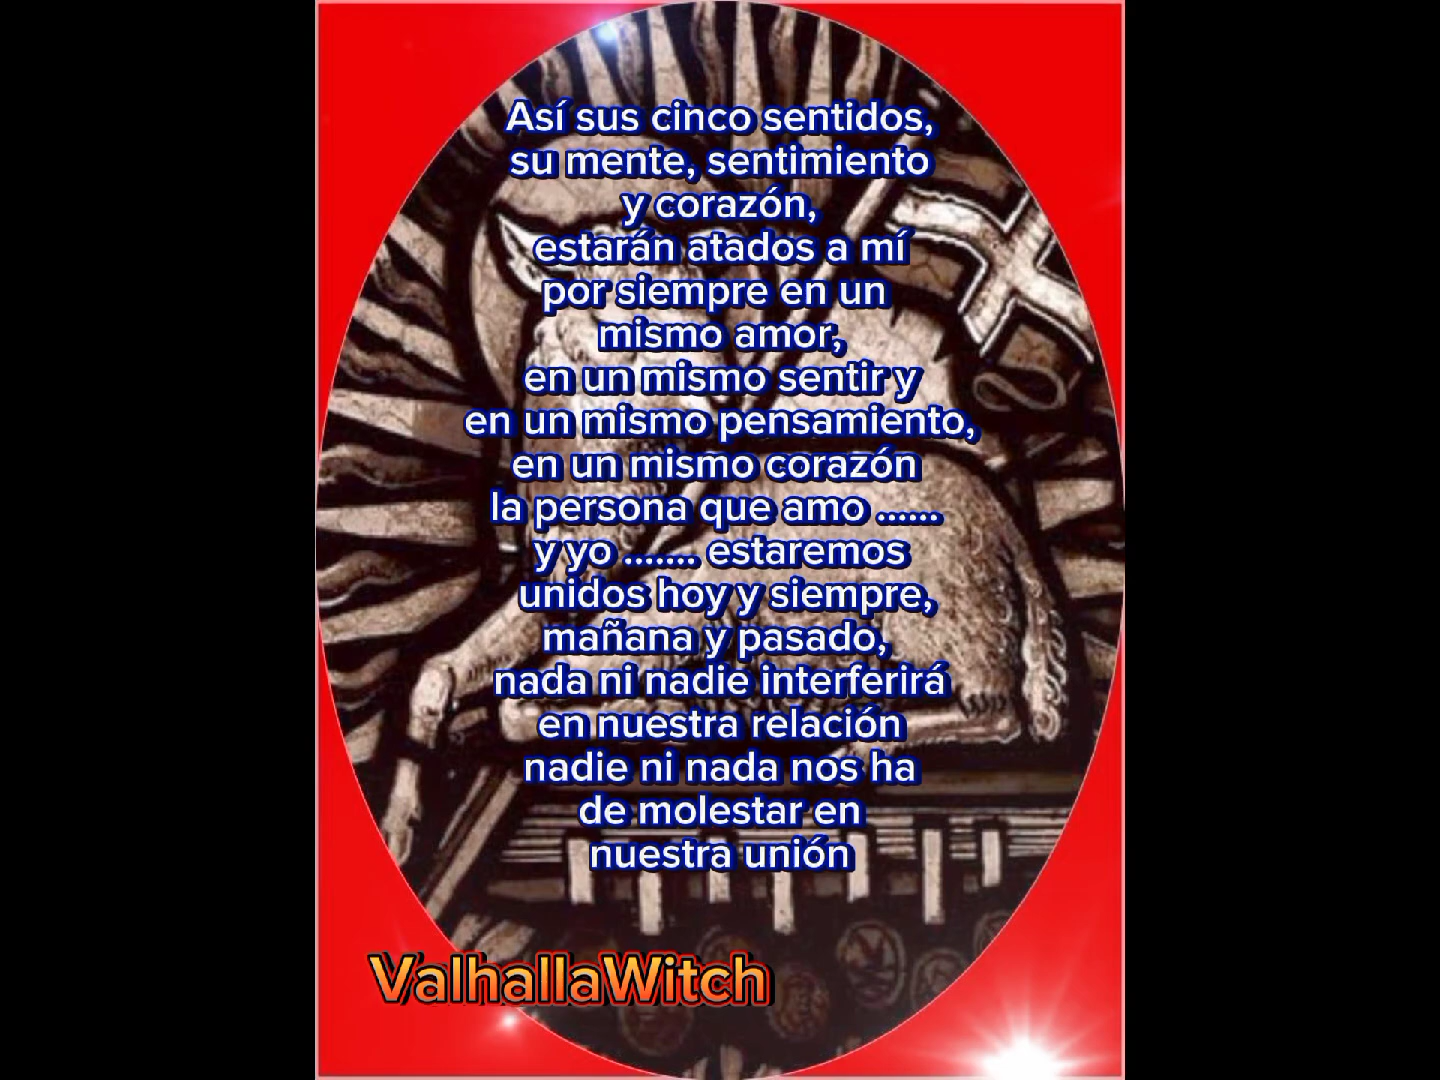 Así sus cinco sentidos,
su mente, sentimiento
y corazón,
estarán atados a mí
por siempre en un
mismo amor,
en un mismo sentir y
en un mismo pensamiento,
en un mismo corazón
la persona que amo ......
y yo ....... estaremos
unidos hoy y siempre,
mañana y pasado,
nada ni nadie interferirá
en nuestra relación
nadie ni nada nos ha
de molestar en
nuestra unión
ValhallaWitch